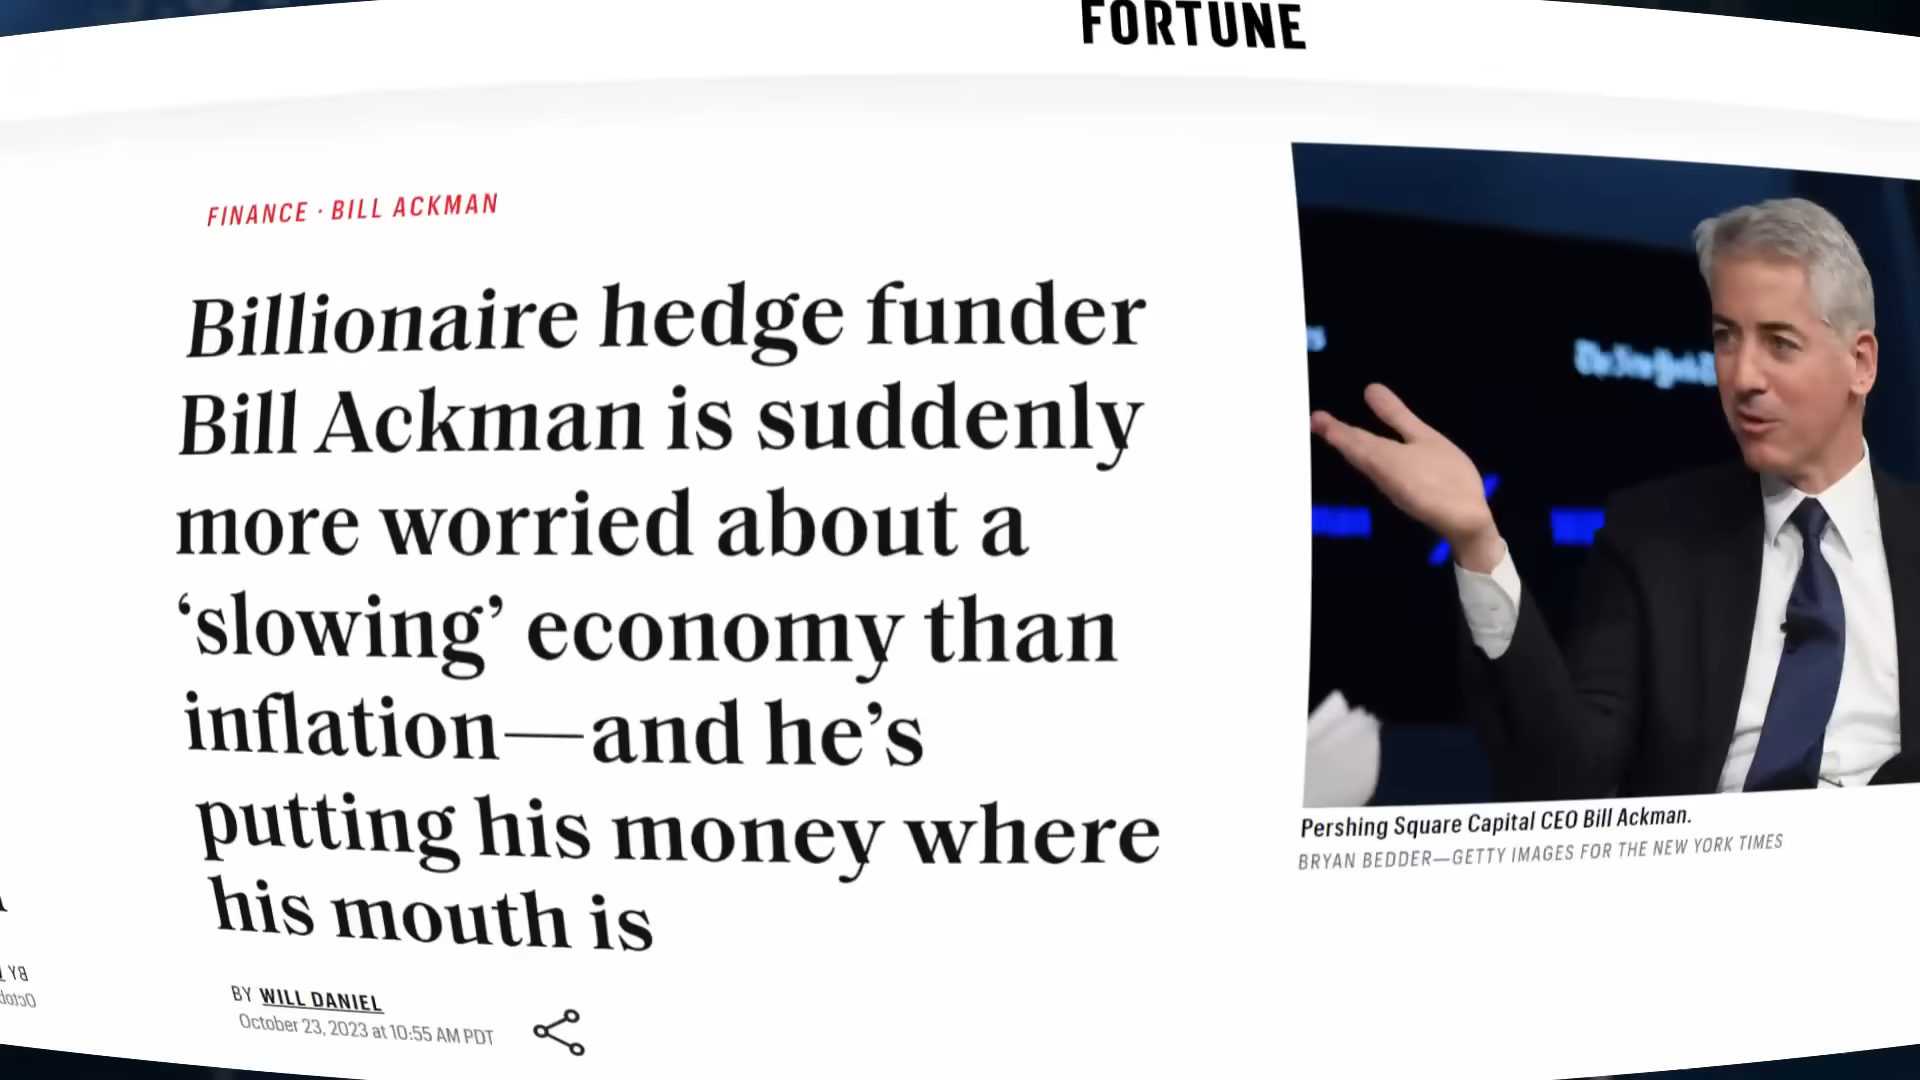 FORTUNE
FINANCE · BILL ACKMAN
Billionaire hedge funder
Bill Ackman is suddenly
more worried about a
‘slowing’ economy than
inflation—and he’s
putting his money where
his mouth is
BY WILL DANIEL
October 23, 2023 at 10:55 AM PDT
Pershing Square Capital CEO Bill Ackman.
BRYAN BEDDER—GETTY IMAGES FOR THE NEW YORK TIMES